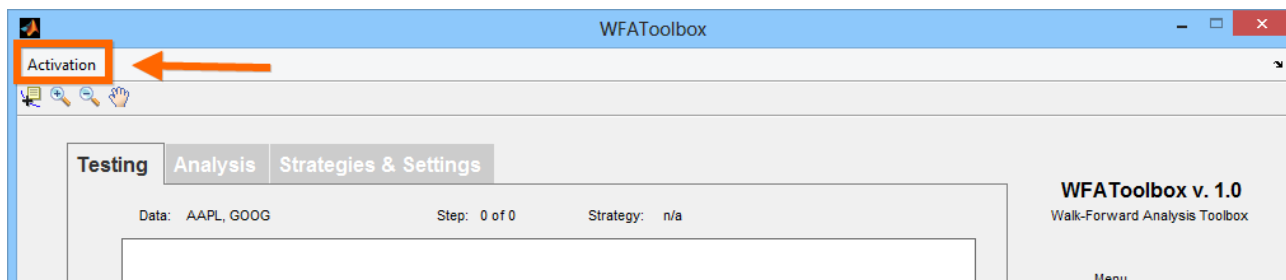 WFAToolbox
Activation
Testing Analysis Strategies & Settings
Data: AAPL, GOOG Step: 0 of 0 Strategy: n/a
WFAToolbox v. 1.0
Walk-Forward Analysis Toolbox
Menu